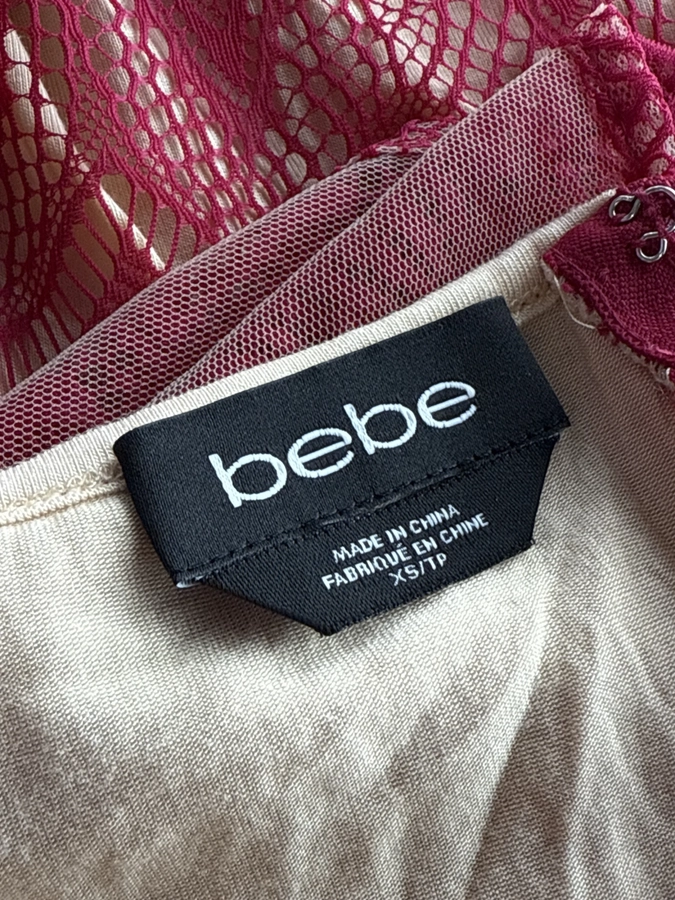 bebe
MADE IN CHINA
FABRIQUÉ EN CHINE
XS/TP